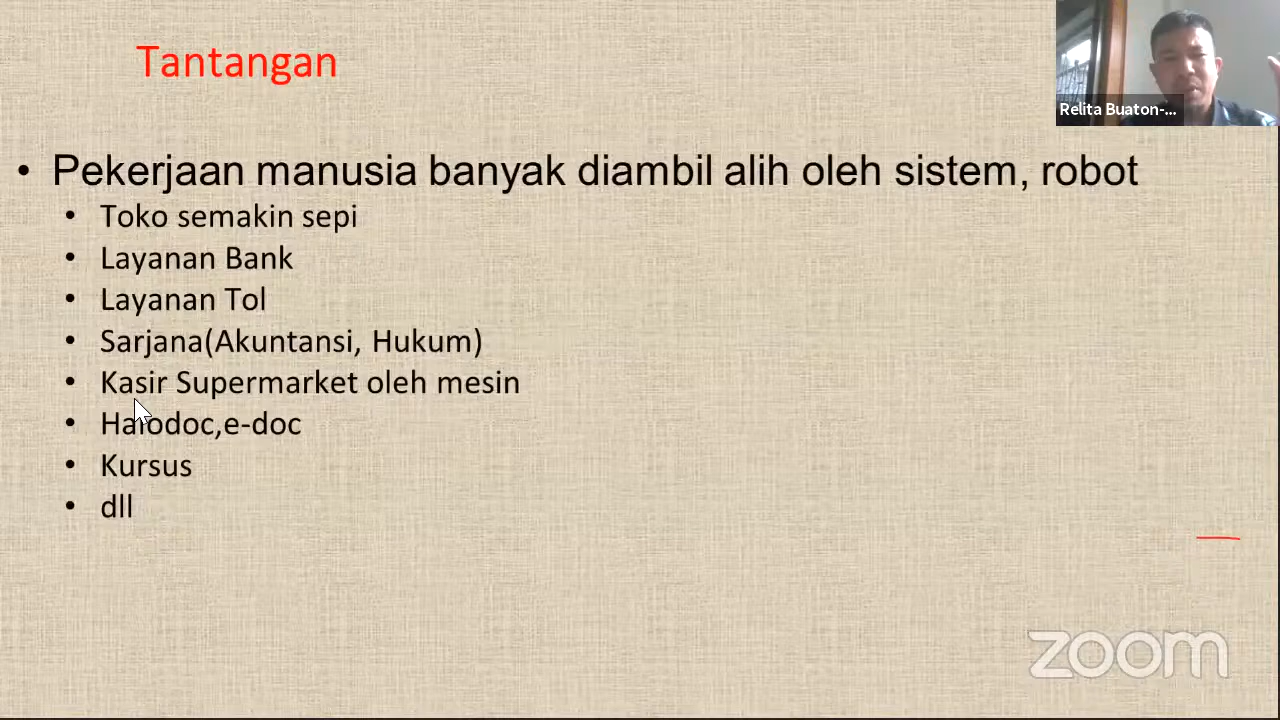 Tantangan
Relita Buaton-...
• Pekerjaan manusia banyak diambil alih oleh sistem, robot
• Toko semakin sepi
• Layanan Bank
• Layanan Tol
• Sarjana(Akuntansi, Hukum)
• Kasir Supermarket oleh mesin
• Halodoc,e-doc
• Kursus
• dll
zoom